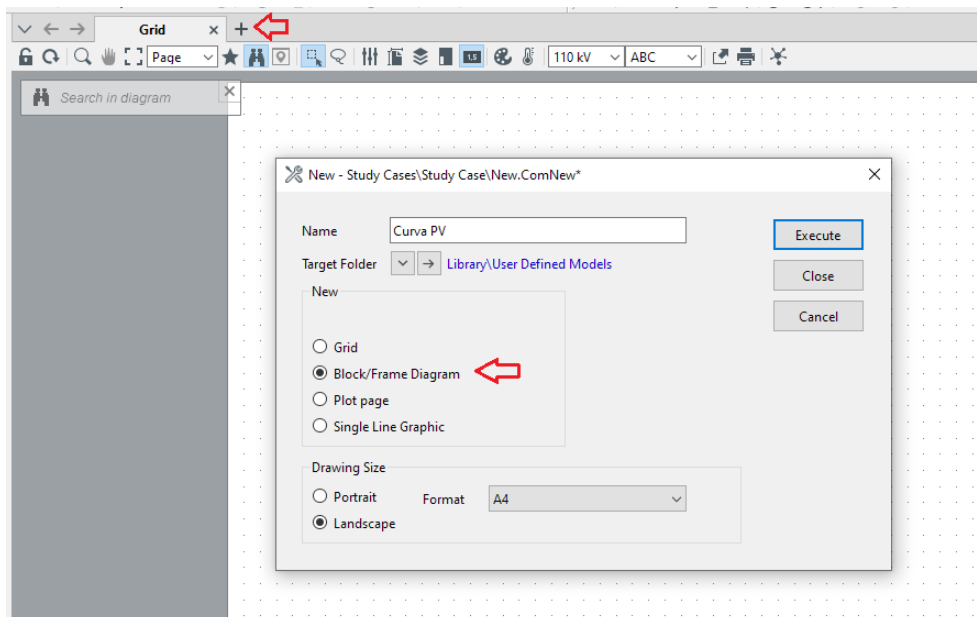 Grid
Page
1.5
110 kV
ABC
Search in diagram
New - Study Cases\Study Case\New.ComNew*
Name
Curva PV
Execute
Target Folder
Library\User Defined Models
Close
New
Cancel
Grid
Block/Frame Diagram
Plot page
Single Line Graphic
Drawing Size
Portrait
Format
A4
Landscape